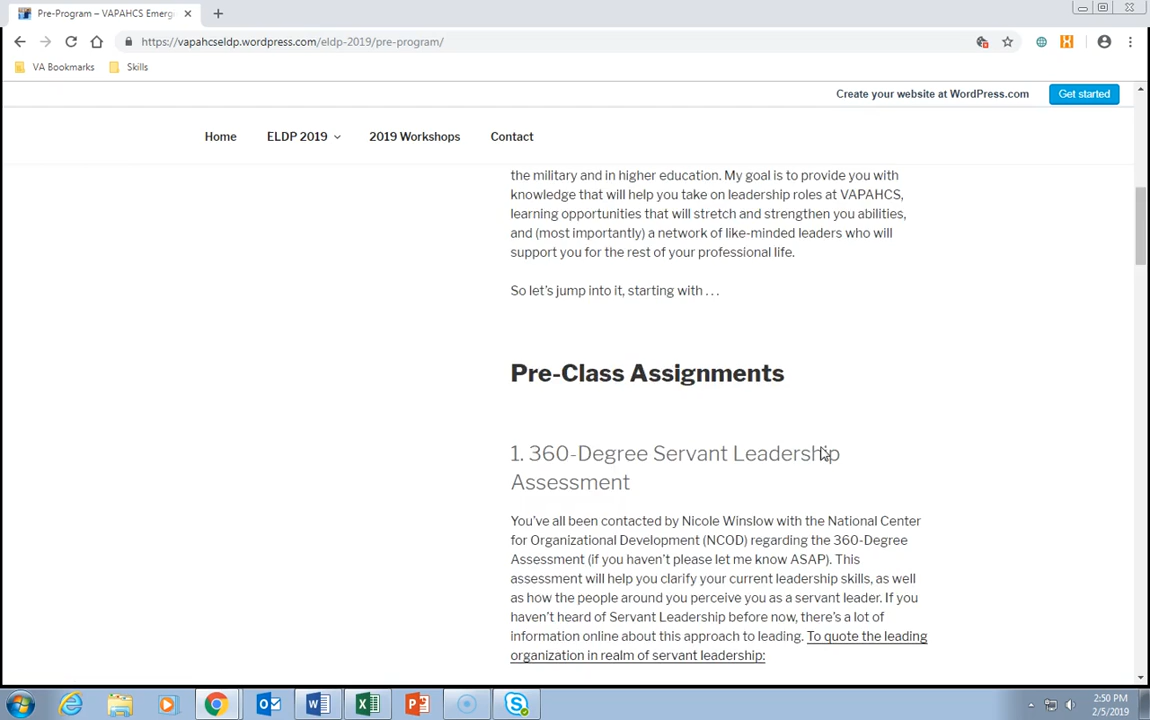 Pre-Program – VAPAHCS Emerg
https://vapahcseldp.wordpress.com/eldp-2019/pre-program/
VA Bookmarks
Skills
Create your website at WordPress.com
Get started
Home
ELDP 2019
2019 Workshops
Contact
the military and in higher education. My goal is to provide you with
knowledge that will help you take on leadership roles at VAPAHCS,
learning opportunities that will stretch and strengthen you abilities,
and (most importantly) a network of like-minded leaders who will
support you for the rest of your professional life.
So let's jump into it, starting with . . .
Pre-Class Assignments
1. 360-Degree Servant Leadership
Assessment
You've all been contacted by Nicole Winslow with the National Center
for Organizational Development (NCOD) regarding the 360-Degree
Assessment (if you haven't please let me know ASAP). This
assessment will help you clarify your current leadership skills, as well
as how the people around you perceive you as a servant leader. If you
haven't heard of Servant Leadership before now, there's a lot of
information online about this approach to leading. To quote the leading
organization in realm of servant leadership:
2:50 PM
2/5/2019